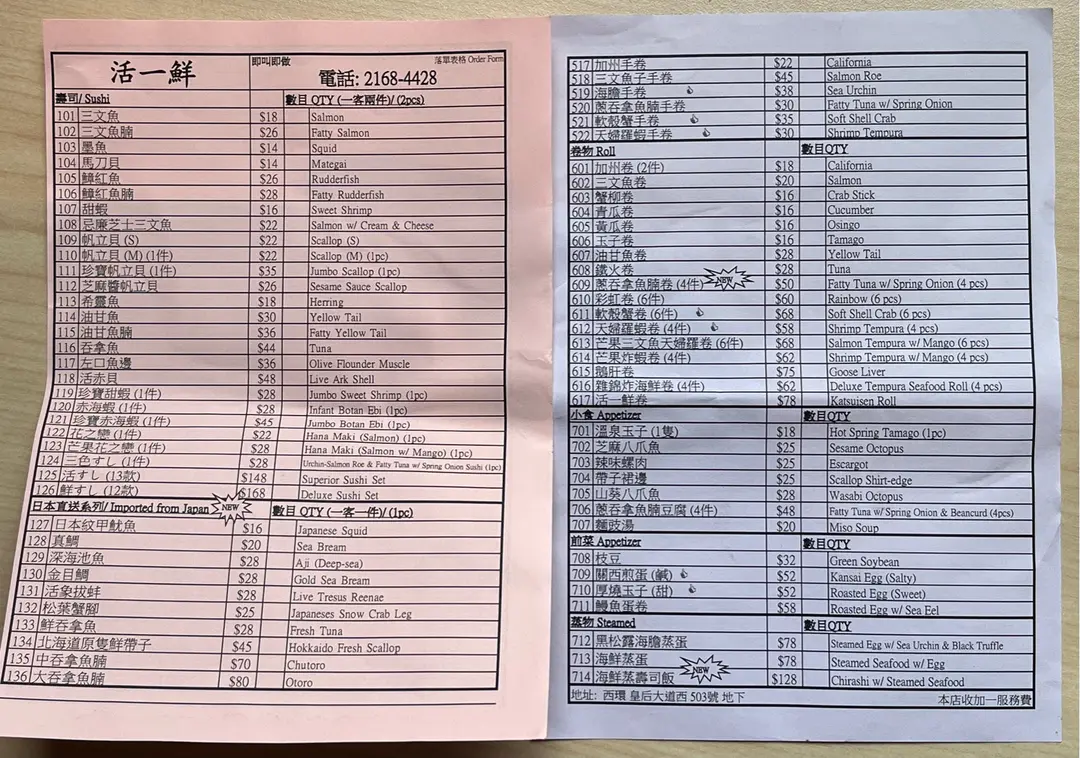 活一鮮
即叫即做
落單表格 Order Form
電話: 2168-4428
壽司/ Sushi 數目 QTY (一客兩件)/ (2pcs)
101 三文魚 $18 Salmon
102 三文魚腩 $26 Fatty Salmon
103 墨魚 $14 Squid
104 馬刀貝 $14 Mategai
105 鱆紅魚 $26 Rudderfish
106 鱆紅魚腩 $28 Fatty Rudderfish
107 甜蝦 $16 Sweet Shrimp
108 忌廉芝士三文魚 $22 Salmon w/ Cream & Cheese
109 帆立貝 (S) $22 Scallop (S)
110 帆立貝 (M) (1件) $22 Scallop (M) (1pc)
111 珍寶帆立貝 (1件) $35 Jumbo Scallop (1pc)
112 芝麻醬帆立貝 $26 Sesame Sauce Scallop
113 希靈魚 $18 Herring
114 油甘魚 $30 Yellow Tail
115 油甘魚腩 $36 Fatty Yellow Tail
116 吞拿魚 $44 Tuna
117 左口魚邊 $36 Olive Flounder Muscle
118 活赤貝 $48 Live Ark Shell
119 珍寶甜蝦 (1件) $28 Jumbo Sweet Shrimp (1pc)
120 赤海蝦 (1件) $28 Infant Botan Ebi (1pc)
121 珍寶赤海蝦 (1件) $45 Jumbo Botan Ebi (1pc)
122 花之戀 (1件) $22 Hana Maki (Salmon) (1pc)
123 芒果花之戀 (1件) $28 Hana Maki (Salmon w/ Mango) (1pc)
124 三色すし (1件) $28 Urchin-Salmon Roe & Fatty Tuna w/ Spring Onion Sushi (1pc)
125 活すし (13款) $148 Superior Sushi Set
126 鮮すし (12款) $168 Deluxe Sushi Set
日本直送系列/ Imported from Japan NEW 數目 QTY (一客一件)/ (1pc)
127 日本紋甲魷魚 $16 Japanese Squid
128 真鯛 $20 Sea Bream
129 深海池魚 $28 Aji (Deep-sea)
130 金目鯛 $28 Gold Sea Bream
131 活象拔蚌 $28 Live Tresus Reenae
132 松葉蟹腳 $25 Japaneses Snow Crab Leg
133 鮮吞拿魚 $28 Fresh Tuna
134 北海道原隻鮮帶子 $45 Hokkaido Fresh Scallop
135 中吞拿魚腩 $70 Chutoro
136 大吞拿魚腩 $80 Otoro
517 加州手卷 $22 California
518 三文魚子手卷 $45 Salmon Roe
519 海膽手卷 $38 Sea Urchin
520 蔥吞拿魚腩手卷 $30 Fatty Tuna w/ Spring Onion
521 軟殼蟹手卷 $35 Soft Shell Crab
522 天婦羅蝦手卷 $30 Shrimp Tempura
卷物 Roll 數目QTY
601 加州卷 (2件) $18 California
602 三文魚卷 $20 Salmon
603 蟹柳卷 $16 Crab Stick
604 青瓜卷 $16 Cucumber
605 黃瓜卷 $16 Osingo
606 玉子卷 $16 Tamago
607 油甘魚卷 $28 Yellow Tail
608 鐵火卷 $28 Tuna
609 蔥吞拿魚腩卷 (4件) NEW $50 Fatty Tuna w/ Spring Onion (4 pcs)
610 彩虹卷 (6件) $60 Rainbow (6 pcs)
611 軟殼蟹卷 (6件) $68 Soft Shell Crab (6 pcs)
612 天婦羅蝦卷 (4件) $58 Shrimp Tempura (4 pcs)
613 芒果三文魚天婦羅卷 (6件) $68 Salmon Tempura w/ Mango (6 pcs)
614 芒果炸蝦卷 (4件) $62 Shrimp Tempura w/ Mango (4 pcs)
615 鵝肝卷 $75 Goose Liver
616 雜錦炸海鮮卷 (4件) $62 Deluxe Tempura Seafood Roll (4 pcs)
617 活一鮮卷 $78 Katsuisen Roll
小食 Appetizer 數目QTY
701 溫泉玉子 (1隻) $18 Hot Spring Tamago (1pc)
702 芝麻八爪魚 $25 Sesame Octopus
703 辣味螺肉 $25 Escargot
704 帶子裙邊 $25 Scallop Shirt-edge
705 山葵八爪魚 $28 Wasabi Octopus
706 蔥吞拿魚腩豆腐 (4件) $48 Fatty Tuna w/ Spring Onion & Beancurd (4pcs)
707 麵豉湯 $20 Miso Soup
前菜 Appetizer 數目QTY
708 枝豆 $32 Green Soybean
709 關西煎蛋 (鹹) $52 Kansai Egg (Salty)
710 厚燒玉子 (甜) $52 Roasted Egg (Sweet)
711 鰻魚蛋卷 $58 Roasted Egg w/ Sea Eel
蒸物 Steamed 數目QTY
712 黑松露海膽蒸蛋 $78 Steamed Egg w/ Sea Urchin & Black Truffle
713 海鮮蒸蛋 $78 Steamed Seafood w/ Egg
714 海鮮蒸壽司飯 NEW $128 Chirashi w/ Steamed Seafood
地址: 西環 皇后大道西 503號 地下 本店收加一服務費